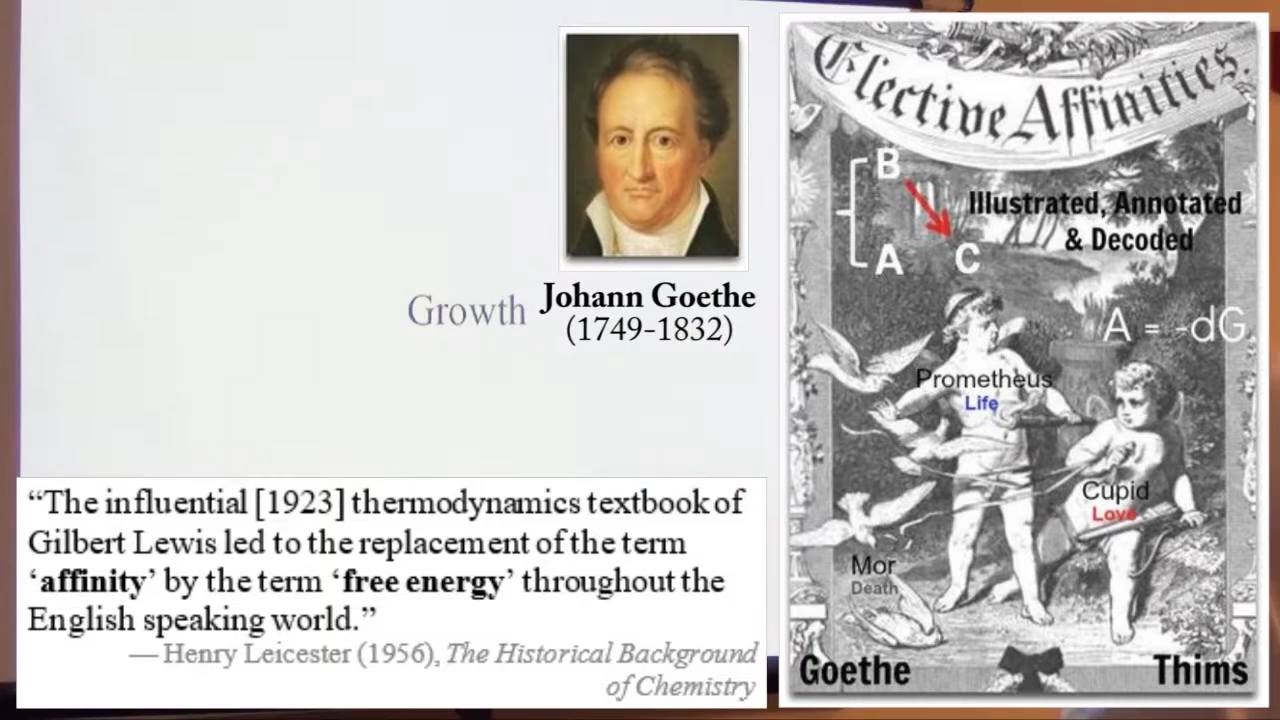 Growth
Johann Goethe
(1749-1832)
“The influential [1923] thermodynamics textbook of
Gilbert Lewis led to the replacement of the term
‘affinity’ by the term ‘free energy’ throughout the
English speaking world.”
— Henry Leicester (1956), The Historical Background
of Chemistry
Elective Affinities.
B
Illustrated, Annotated
& Decoded
A C
A = -dG
Prometheus
Life
Cupid
Love
Mor
Death
Goethe Thims